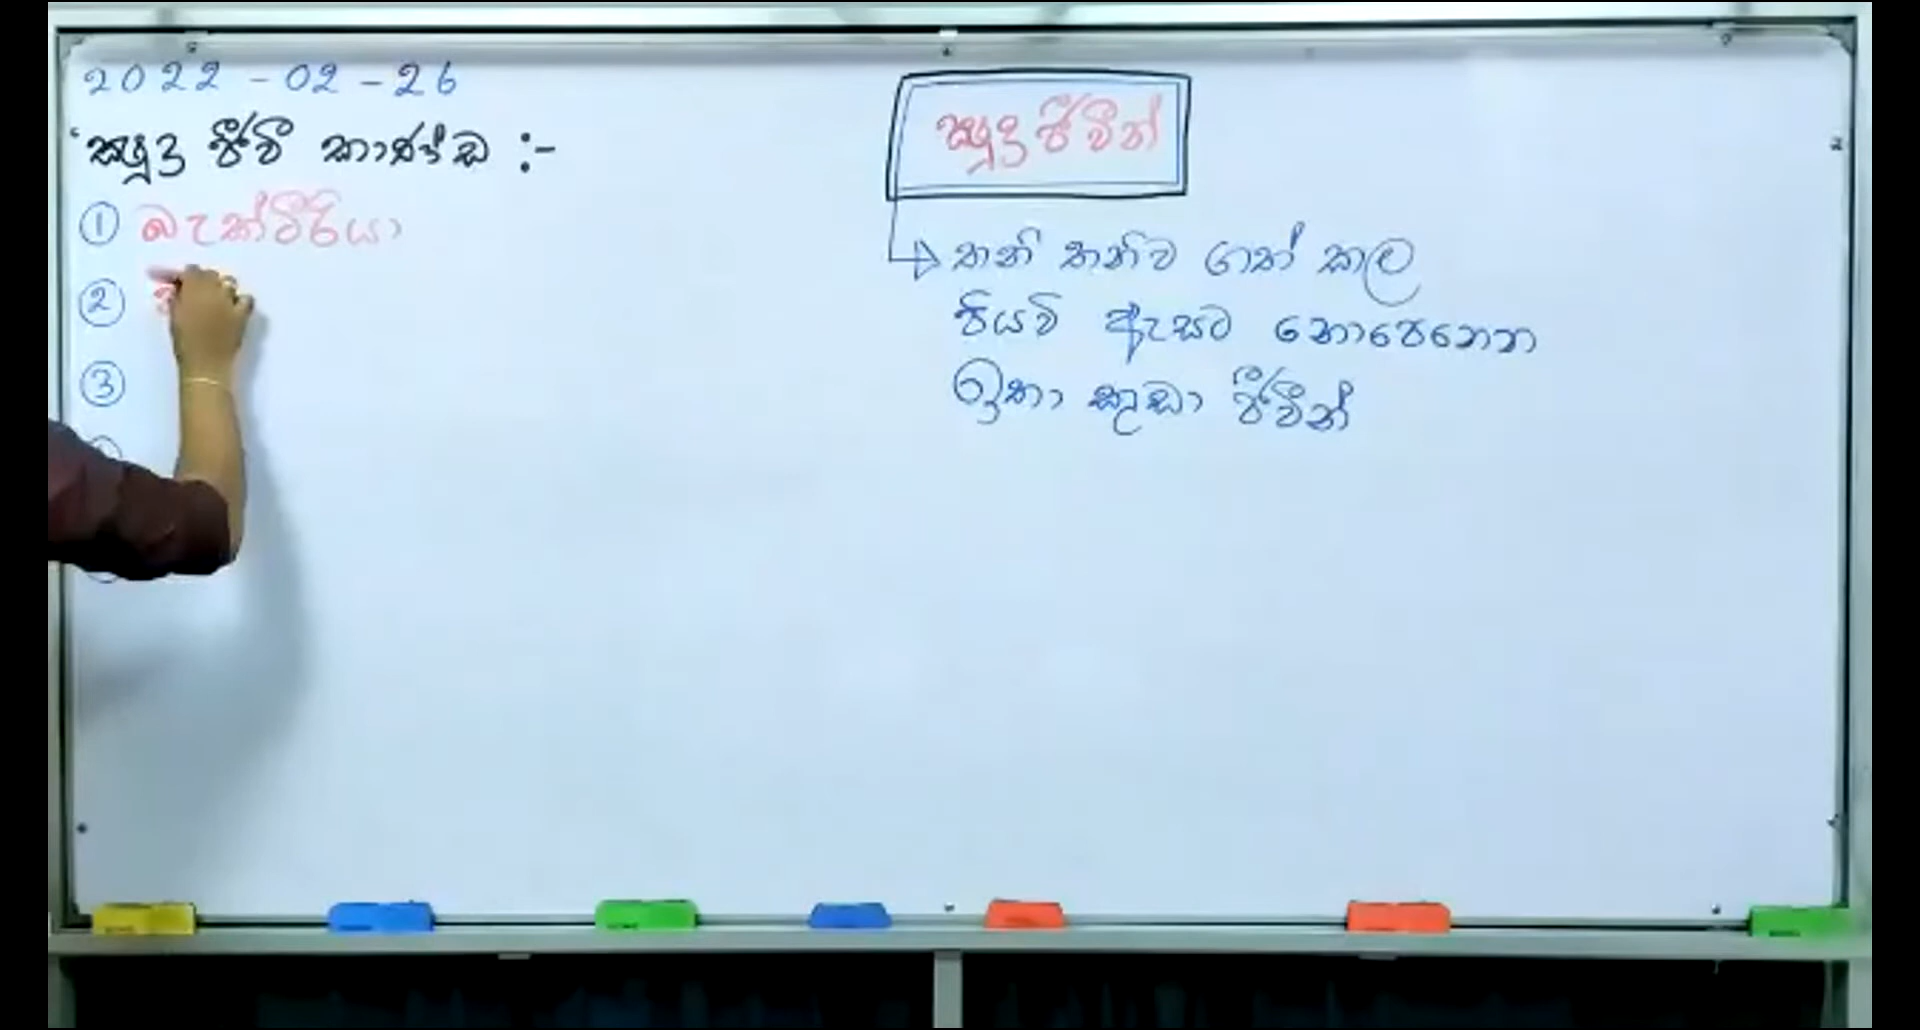 2022 - 02 - 26
ක්ෂුද්‍ර ජීවී කාණ්ඩ :-
① බැක්ටීරියා
②
③
ක්ෂුද්‍ර ජීවීන්
තනි තනිව ගත් කල
පියවි ඇසට නොපෙනෙන
ඉතා කුඩා ජීවීන්